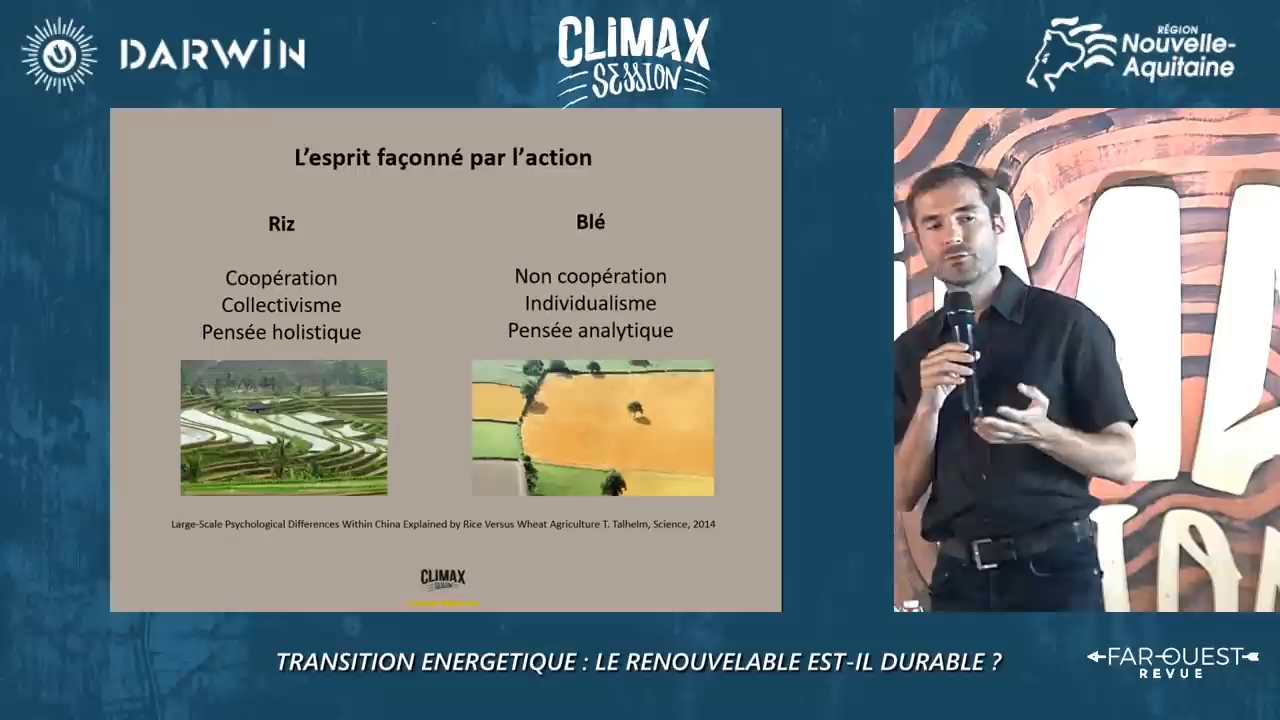 DARWIN
CLIMAX
SESSION
RÉGION
Nouvelle-
Aquitaine
L'esprit façonné par l'action
Riz
Blé
Coopération
Collectivisme
Pensée holistique
Non coopération
Individualisme
Pensée analytique
Large-Scale Psychological Differences Within China Explained by Rice Versus Wheat Agriculture T. Talhelm, Science, 2014
CLIMAX
SESSION
TRANSITION ENERGETIQUE : LE RENOUVELABLE EST-IL DURABLE ?
FAR OUEST
REVUE